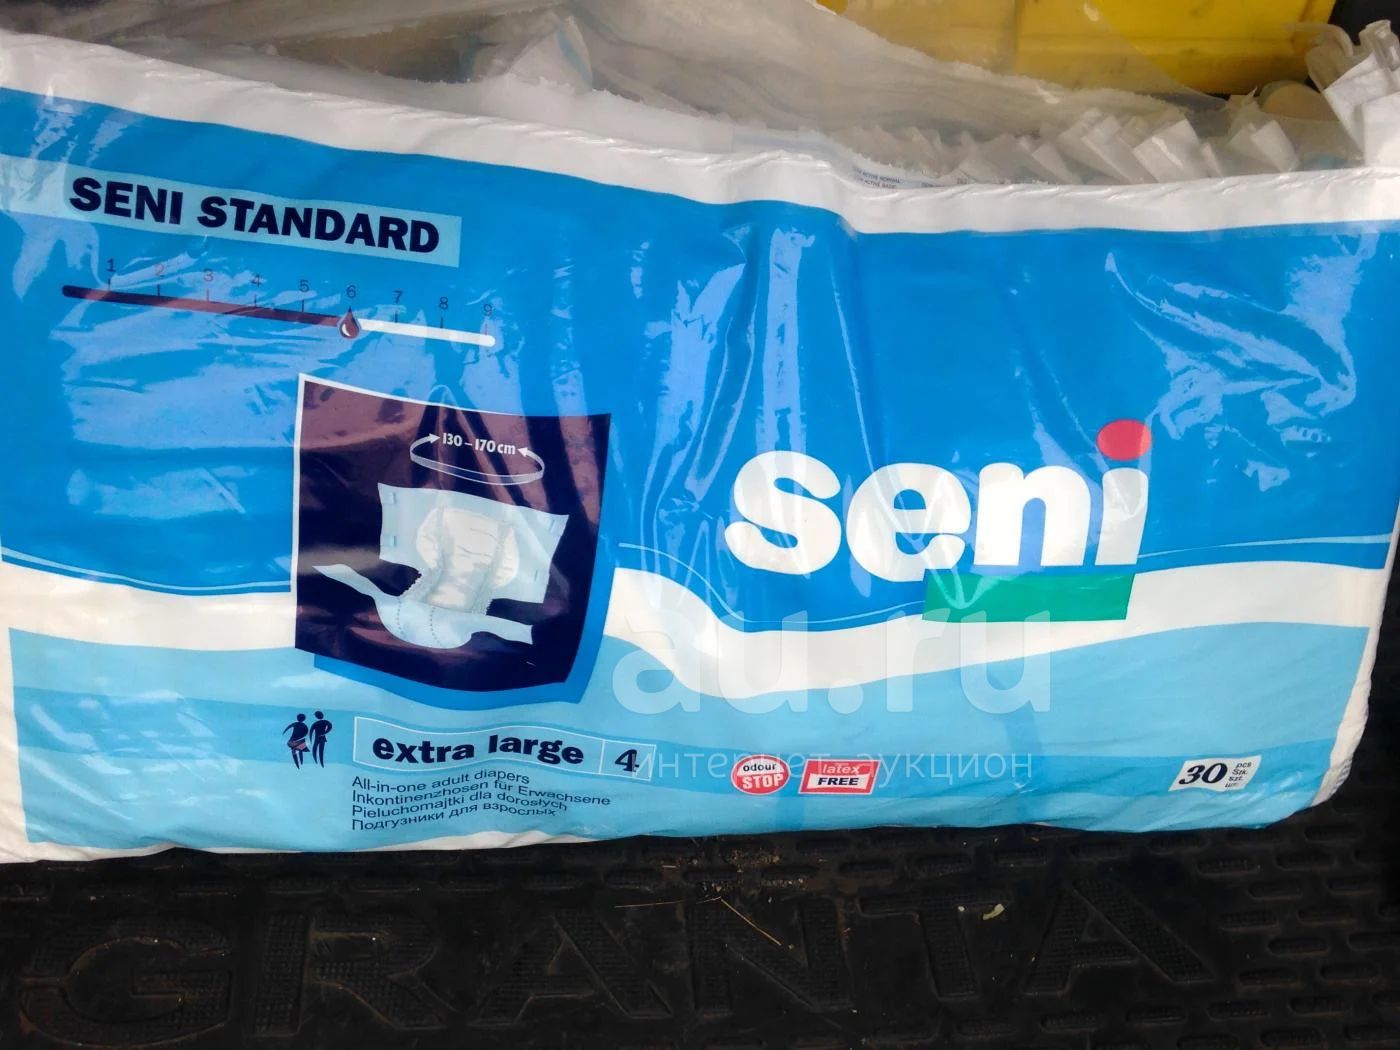 SENI STANDARD
1 2 3 4 5 6 7 8 9
130 – 170 cm
seni
au.ru
интернет-аукцион
extra large 4
All-in-one adult diapers
Inkontinenzhosen für Erwachsene
Pieluchomajtki dla dorosłych
Подгузники для взрослых
odour
STOP
latex
FREE
30 pcs
Stk.
szt.
шт.
GRANTA